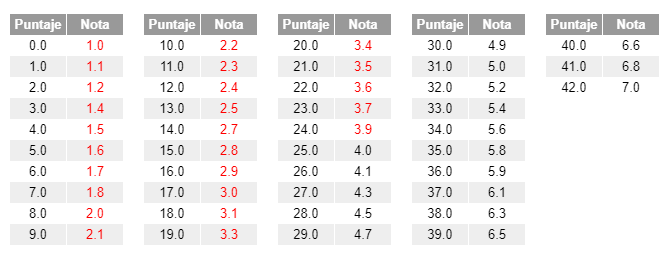 Puntaje Nota Puntaje Nota Puntaje Nota Puntaje Nota Puntaje Nota
0.0 1.0 10.0 2.2 20.0 3.4 30.0 4.9 40.0 6.6
1.0 1.1 11.0 2.3 21.0 3.5 31.0 5.0 41.0 6.8
2.0 1.2 12.0 2.4 22.0 3.6 32.0 5.2 42.0 7.0
3.0 1.4 13.0 2.5 23.0 3.7 33.0 5.4
4.0 1.5 14.0 2.7 24.0 3.9 34.0 5.6
5.0 1.6 15.0 2.8 25.0 4.0 35.0 5.8
6.0 1.7 16.0 2.9 26.0 4.1 36.0 5.9
7.0 1.8 17.0 3.0 27.0 4.3 37.0 6.1
8.0 2.0 18.0 3.1 28.0 4.5 38.0 6.3
9.0 2.1 19.0 3.3 29.0 4.7 39.0 6.5